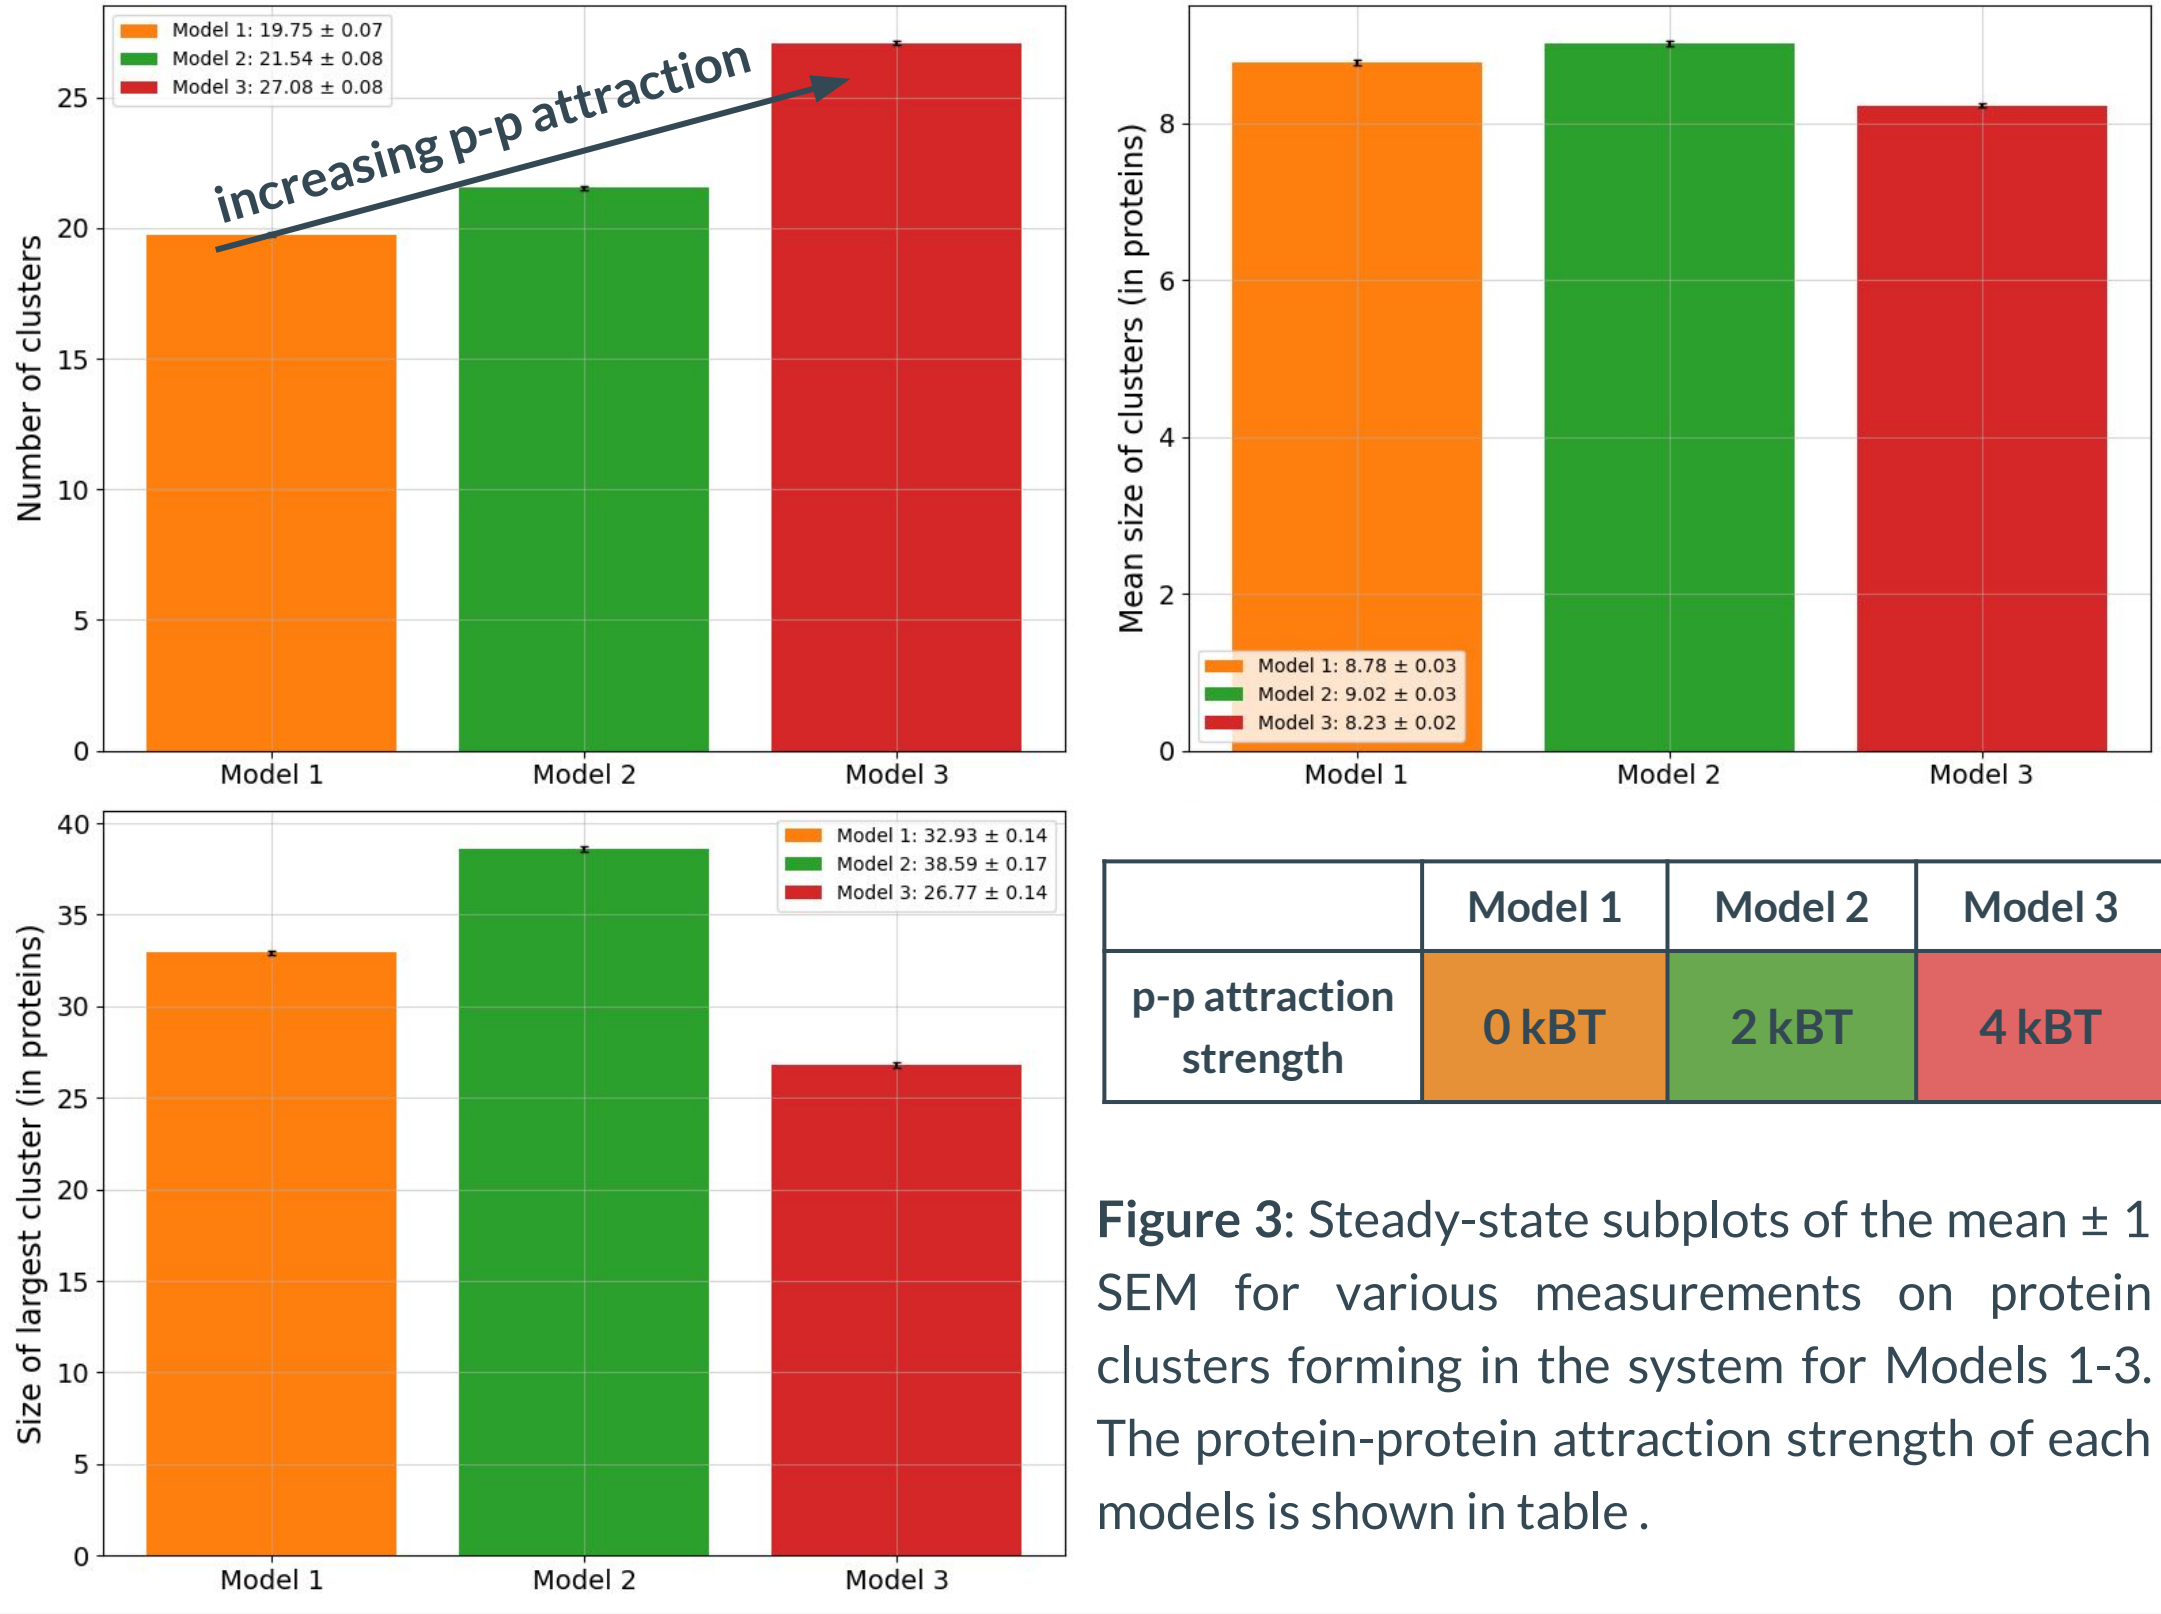 Model 1: 19.75 ± 0.07
Model 2: 21.54 ± 0.08
Model 3: 27.08 ± 0.08
increasing p-p attraction
Number of clusters
25
20
15
10
5
0
Model 1
Model 2
Model 3
Mean size of clusters (in proteins)
8
6
4
2
0
Model 1: 8.78 ± 0.03
Model 2: 9.02 ± 0.03
Model 3: 8.23 ± 0.02
Model 1
Model 2
Model 3
Size of largest cluster (in proteins)
40
35
30
25
20
15
10
5
0
Model 1: 32.93 ± 0.14
Model 2: 38.59 ± 0.17
Model 3: 26.77 ± 0.14
Model 1
Model 2
Model 3
Model 1 Model 2 Model 3
p-p attraction
strength
0 kBT 2 kBT 4 kBT
Figure 3: Steady-state subplots of the mean ± 1
SEM for various measurements on protein
clusters forming in the system for Models 1-3.
The protein-protein attraction strength of each
models is shown in table .